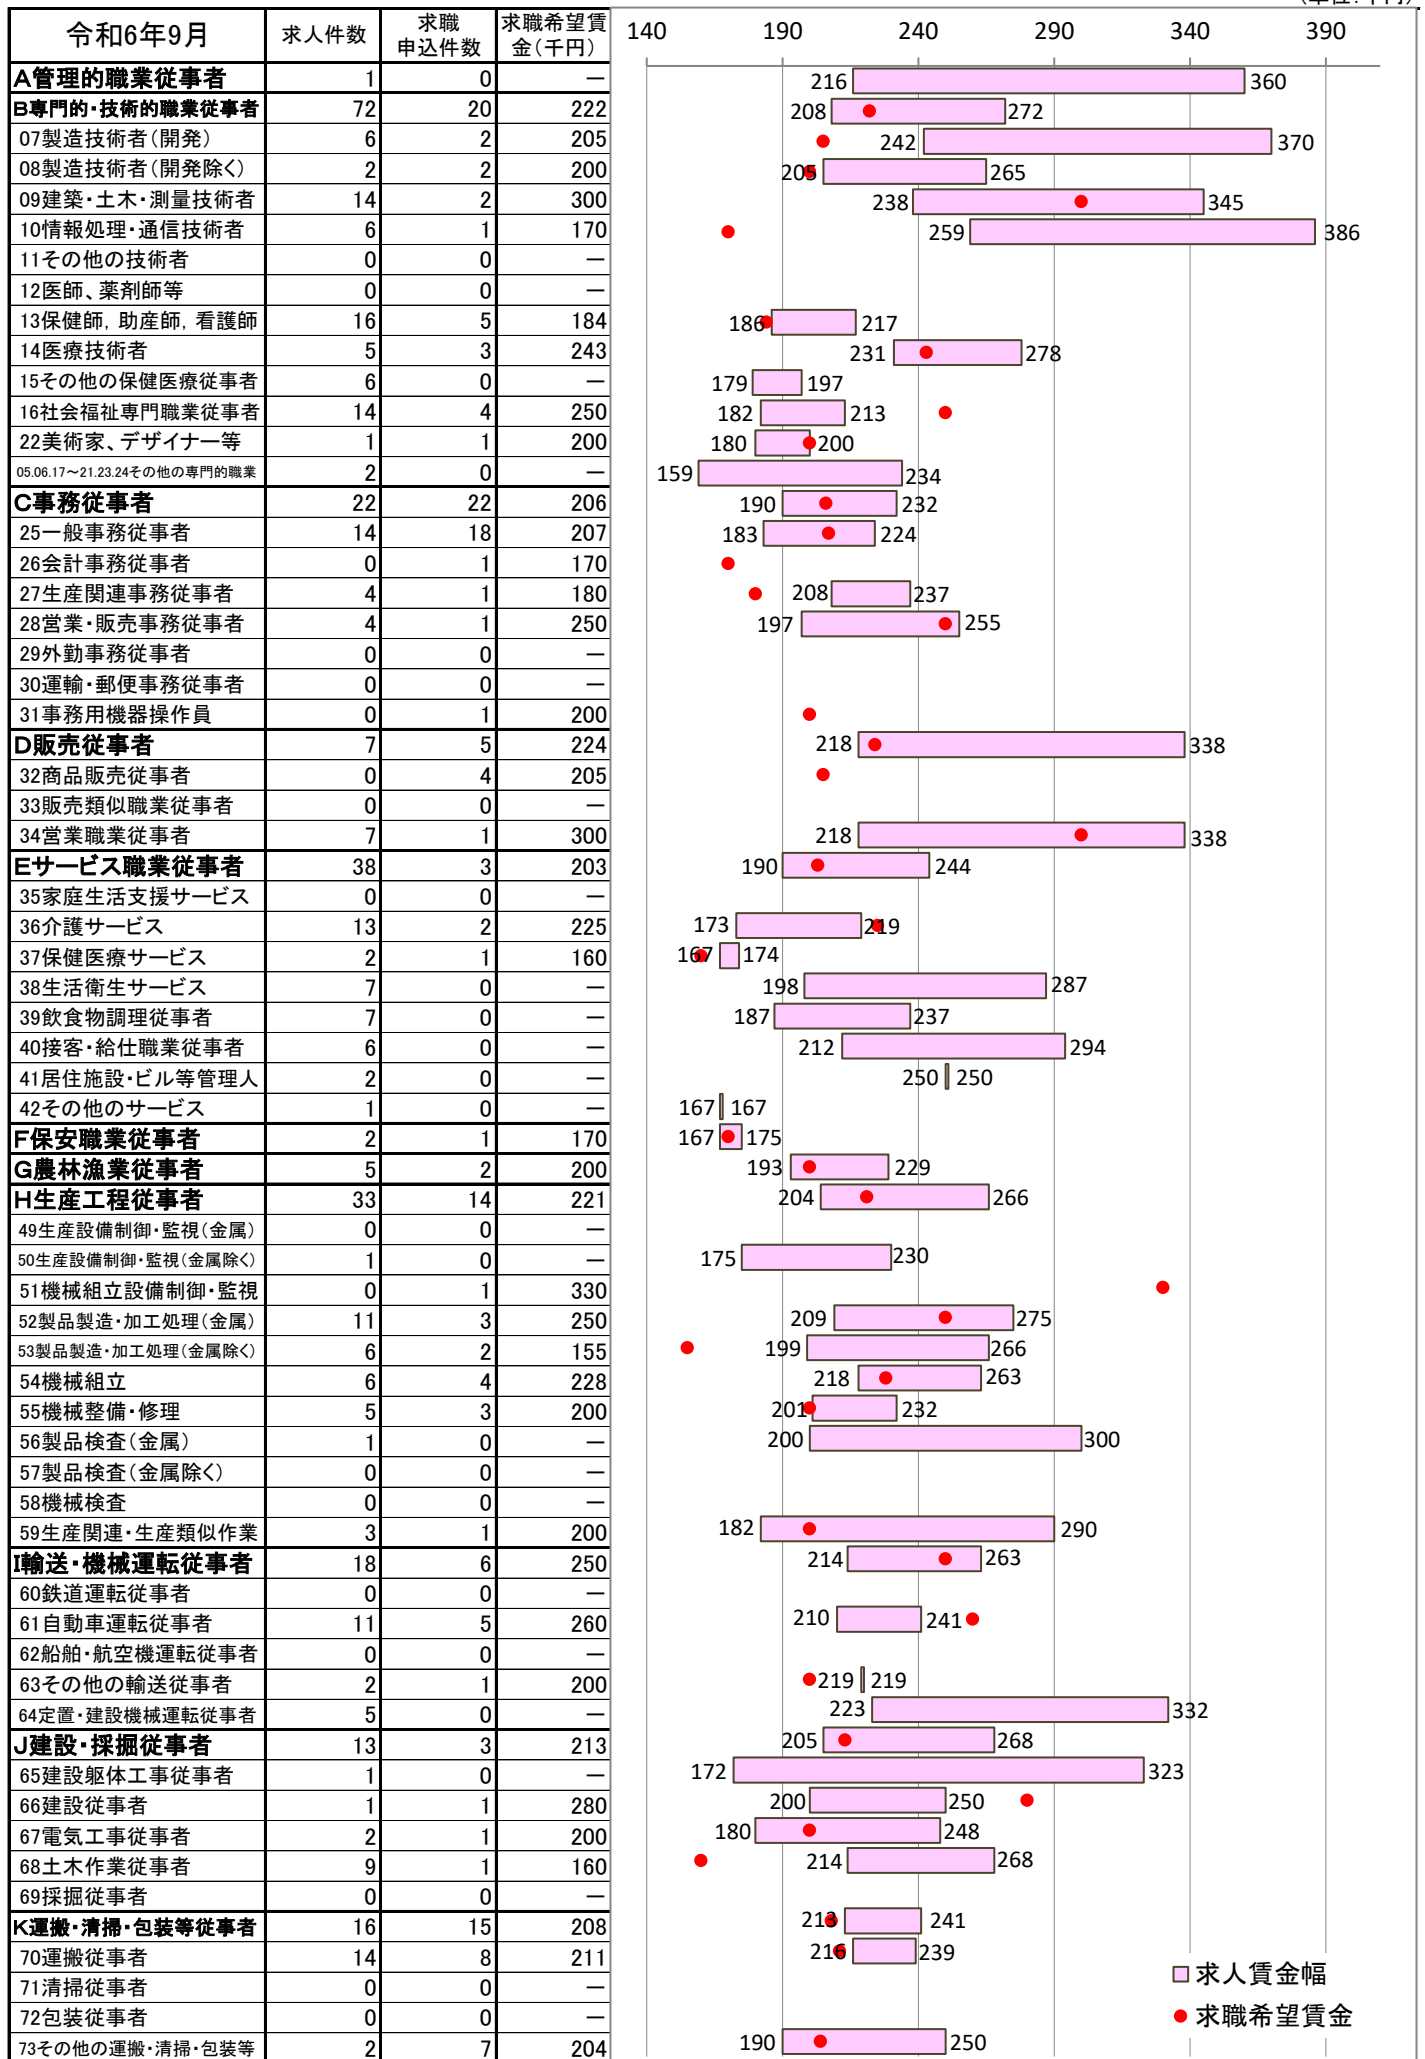 (単位：千円)
令和6年9月 求人件数 求職申込件数 求職希望賃金(千円) 140 190 240 290 340 390
A管理的職業従事者 1 0 － 216 360
B専門的・技術的職業従事者 72 20 222 208 272
07製造技術者(開発) 6 2 205 242 370
08製造技術者(開発除く) 2 2 200 205 265
09建築・土木・測量技術者 14 2 300 238 345
10情報処理・通信技術者 6 1 170 259 386
11その他の技術者 0 0 －
12医師、薬剤師等 0 0 －
13保健師, 助産師, 看護師 16 5 184 186 217
14医療技術者 5 3 243 231 278
15その他の保健医療従事者 6 0 － 179 197
16社会福祉専門職業従事者 14 4 250 182 213
22美術家、デザイナー等 1 1 200 180 200
05.06.17～21.23.24その他の専門的職業 2 0 － 159 234
C事務従事者 22 22 206 190 232
25一般事務従事者 14 18 207 183 224
26会計事務従事者 0 1 170
27生産関連事務従事者 4 1 180 208 237
28営業・販売事務従事者 4 1 250 197 255
29外勤事務従事者 0 0 －
30運輸・郵便事務従事者 0 0 －
31事務用機器操作員 0 1 200
D販売従事者 7 5 224 218 338
32商品販売従事者 0 4 205
33販売類似職業従事者 0 0 －
34営業職業従事者 7 1 300 218 338
Eサービス職業従事者 38 3 203 190 244
35家庭生活支援サービス 0 0 －
36介護サービス 13 2 225 173 219
37保健医療サービス 2 1 160 167 174
38生活衛生サービス 7 0 － 198 287
39飲食物調理従事者 7 0 － 187 237
40接客・給仕職業従事者 6 0 － 212 294
41居住施設・ビル等管理人 2 0 － 250 250
42その他のサービス 1 0 － 167 167
F保安職業従事者 2 1 170 167 175
G農林漁業従事者 5 2 200 193 229
H生産工程従事者 33 14 221 204 266
49生産設備制御・監視(金属) 0 0 －
50生産設備制御・監視(金属除く) 1 0 － 175 230
51機械組立設備制御・監視 0 1 330
52製品製造・加工処理(金属) 11 3 250 209 275
53製品製造・加工処理(金属除く) 6 2 155 199 266
54機械組立 6 4 228 218 263
55機械整備・修理 5 3 200 201 232
56製品検査(金属) 1 0 － 200 300
57製品検査(金属除く) 0 0 －
58機械検査 0 0 －
59生産関連・生産類似作業 3 1 200 182 290
I輸送・機械運転従事者 18 6 250 214 263
60鉄道運転従事者 0 0 －
61自動車運転従事者 11 5 260 210 241
62船舶・航空機運転従事者 0 0 －
63その他の輸送従事者 2 1 200 219 219
64定置・建設機械運転従事者 5 0 － 223 332
J建設・採掘従事者 13 3 213 205 268
65建設躯体工事従事者 1 0 － 172 323
66建設従事者 1 1 280 200 250
67電気工事従事者 2 1 200 180 248
68土木作業従事者 9 1 160 214 268
69採掘従事者 0 0 －
K運搬・清掃・包装等従事者 16 15 208 213 241
70運搬従事者 14 8 211 216 239
71清掃従事者 0 0 － 求人賃金幅
72包装従事者 0 0 － 求職希望賃金
73その他の運搬・清掃・包装等 2 7 204 190 250